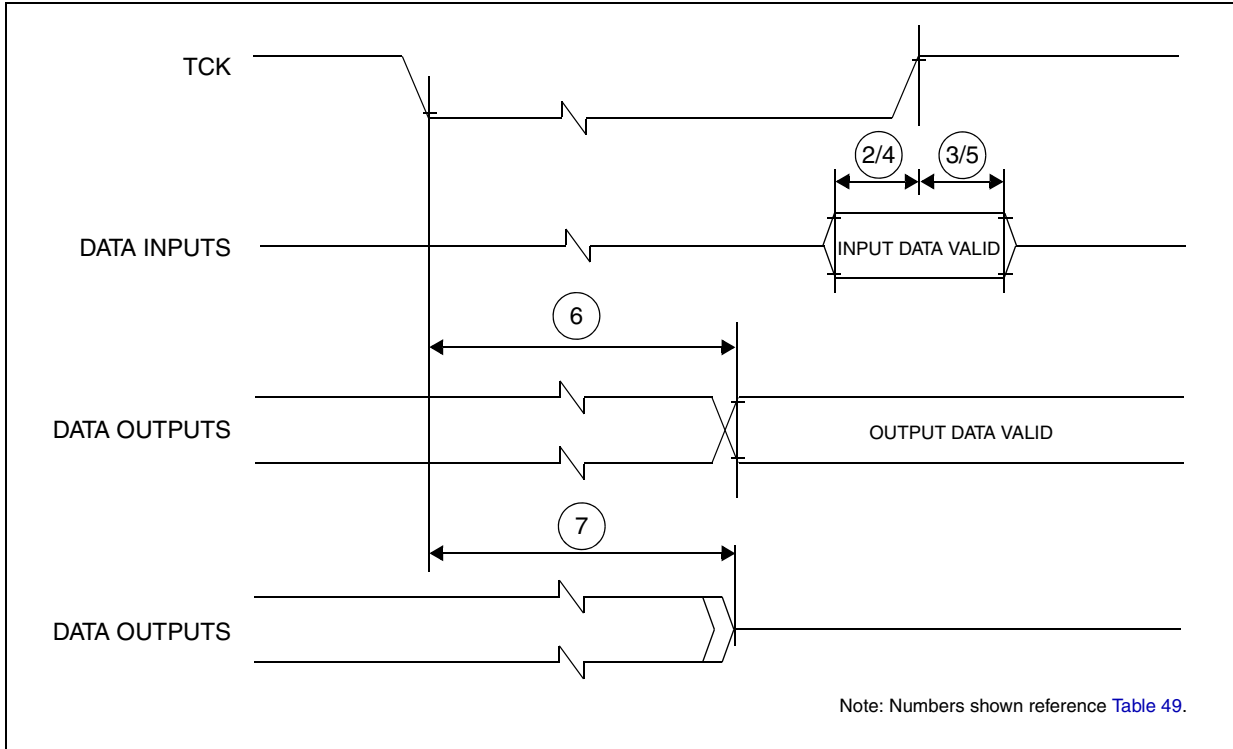 TCK
2/4
3/5
DATA INPUTS
INPUT DATA VALID
6
DATA OUTPUTS
OUTPUT DATA VALID
7
DATA OUTPUTS
Note: Numbers shown reference Table 49.